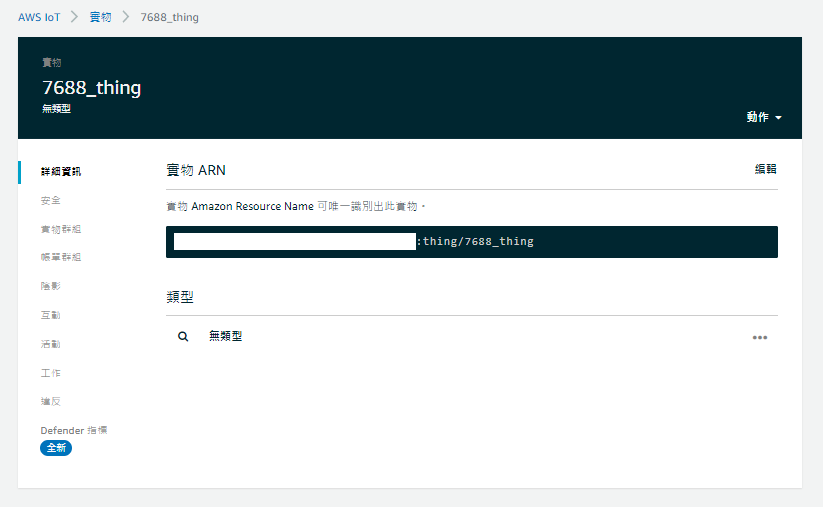 AWS IoT > 實物 > 7688_thing
實物
7688_thing
無類型
動作
詳細資訊
安全
實物群組
帳單群組
陰影
互動
活動
工作
違反
Defender 指標
全新
實物 ARN
編輯
實物 Amazon Resource Name 可唯一識別出此實物。
:thing/7688_thing
類型
無類型